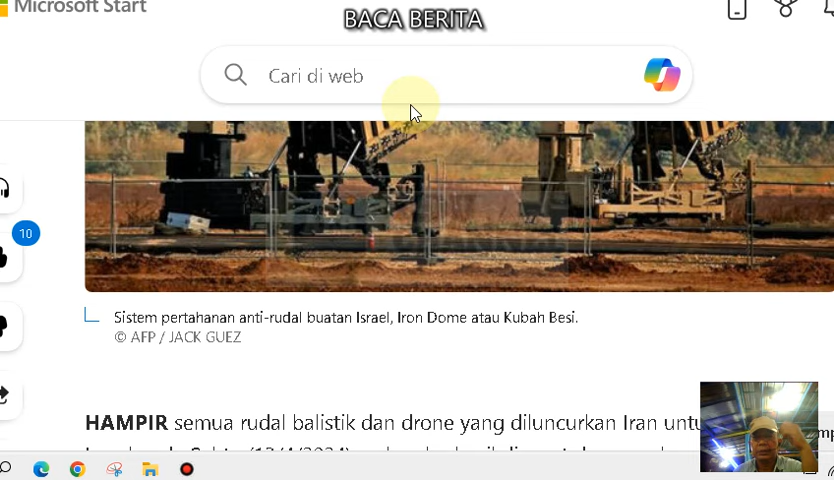 Microsoft Start
BACA BERITA
Cari di web
10
Sistem pertahanan anti-rudal buatan Israel, Iron Dome atau Kubah Besi.
© AFP / JACK GUEZ
HAMPIR semua rudal balistik dan drone yang diluncurkan Iran